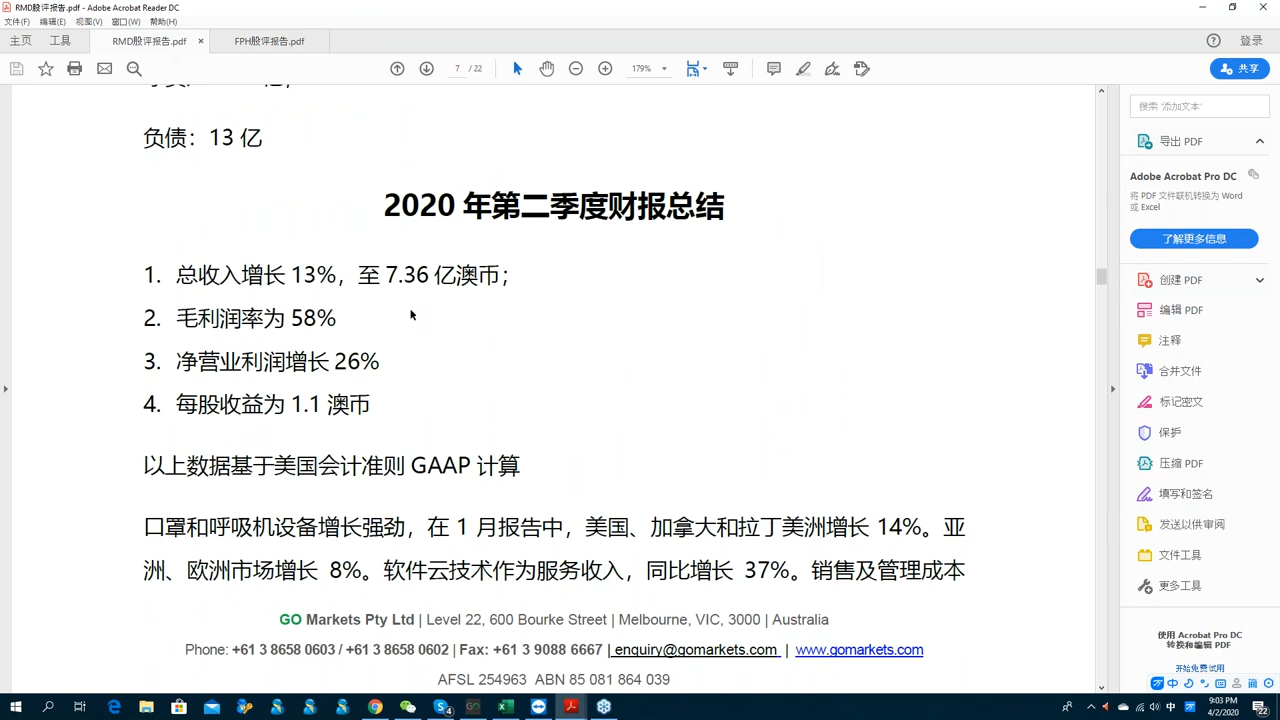 RMD股评报告.pdf - Adobe Acrobat Reader DC
文件(F) 编辑(E) 视图(V) 窗口(W) 帮助(H)
主页 工具 RMD股评报告.pdf × FPH股评报告.pdf 登录
7 / 22 179% 共享
负债：13 亿
2020 年第二季度财报总结
1. 总收入增长 13%，至 7.36 亿澳币；
2. 毛利润率为 58%
3. 净营业利润增长 26%
4. 每股收益为 1.1 澳币
以上数据基于美国会计准则 GAAP 计算
口罩和呼吸机设备增长强劲，在 1 月报告中，美国、加拿大和拉丁美洲增长 14%。亚
洲、欧洲市场增长 8%。软件云技术作为服务收入，同比增长 37%。销售及管理成本
GO Markets Pty Ltd | Level 22, 600 Bourke Street | Melbourne, VIC, 3000 | Australia
Phone: +61 3 8658 0603 / +61 3 8658 0602 | Fax: +61 3 9088 6667 | enquiry@gomarkets.com | www.gomarkets.com
AFSL 254963 ABN 85 081 864 039
搜索 "添加文本"
导出 PDF
Adobe Acrobat Pro DC
将 PDF 文件联机转换为 Word
或 Excel
了解更多信息
创建 PDF
编辑 PDF
注释
合并文件
标记密文
保护
压缩 PDF
填写和签名
发送以供审阅
文件工具
更多工具
使用 Acrobat Pro DC
转换和编辑 PDF
开始免费试用
中 简
中 9:03 PM
4/2/2020 22